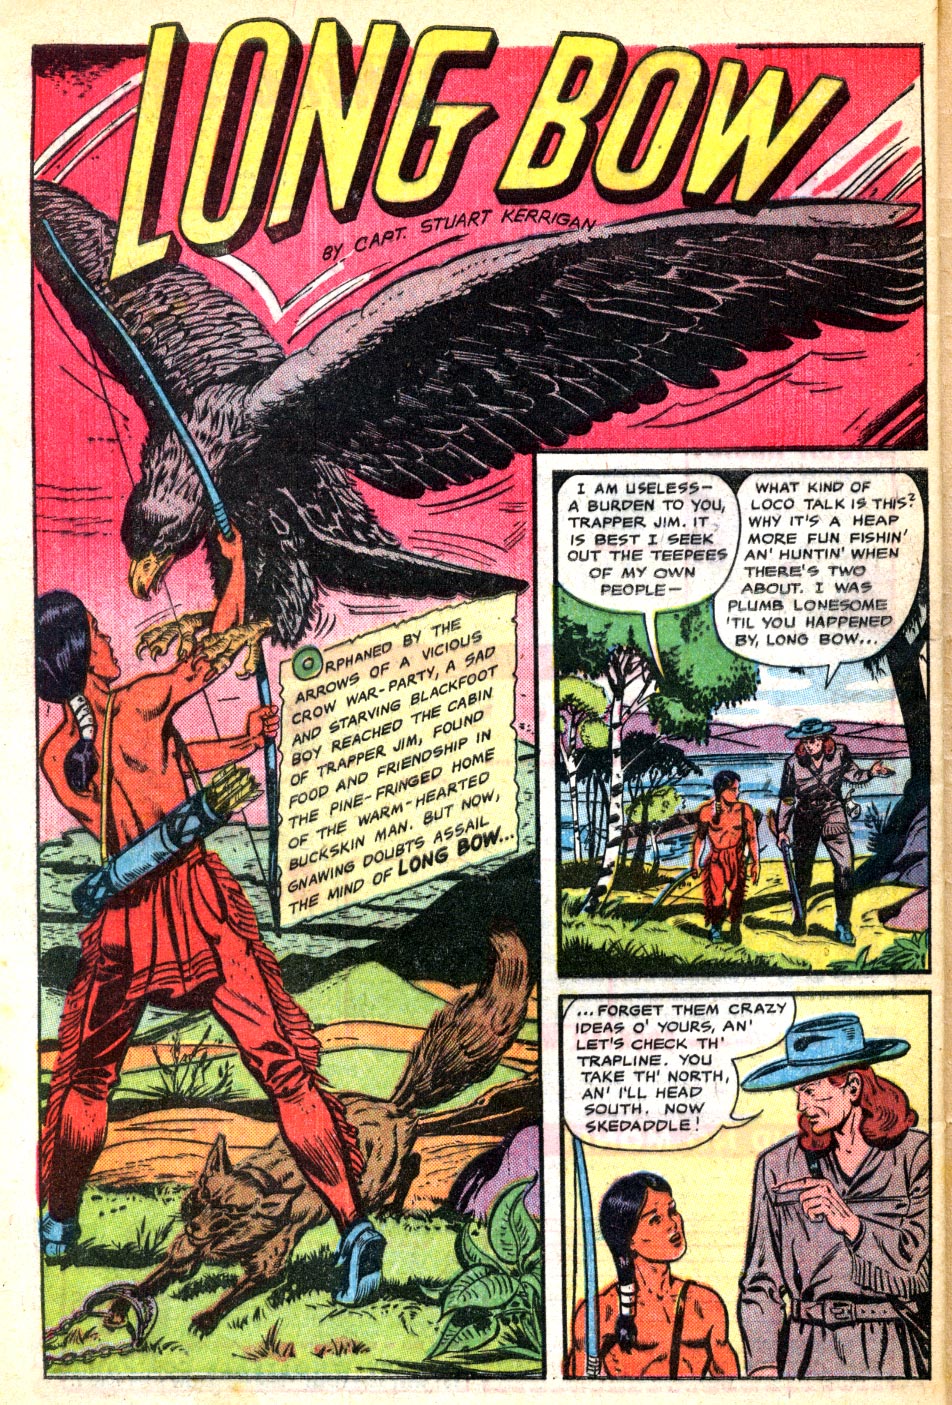 LONG BOW
BY CAPT. STUART KERRIGAN
ORPHANED BY THE
ARROWS OF A VICIOUS
CROW WAR-PARTY, A SAD
AND STARVING BLACKFOOT
BOY REACHED THE CABIN
OF TRAPPER JIM, FOUND
FOOD AND FRIENDSHIP IN
THE PINE-FRINGED HOME
OF THE WARM-HEARTED
BUCKSKIN MAN. BUT NOW,
GNAWING DOUBTS ASSAIL
THE MIND OF LONG BOW...
I AM USELESS—
A BURDEN TO YOU,
TRAPPER JIM. IT
IS BEST I SEEK
OUT THE TEEPEES
OF MY OWN
PEOPLE—
WHAT KIND OF
LOCO TALK IS THIS?
WHY IT'S A HEAP
MORE FUN FISHIN'
AN' HUNTIN' WHEN
THERE'S TWO
ABOUT. I WAS
PLUMB LONESOME
'TIL YOU HAPPENED
BY, LONG BOW...
...FORGET THEM CRAZY
IDEAS O' YOURS, AN'
LET'S CHECK TH'
TRAPLINE. YOU
TAKE TH' NORTH,
AN' I'LL HEAD
SOUTH. NOW
SKEDADDLE!